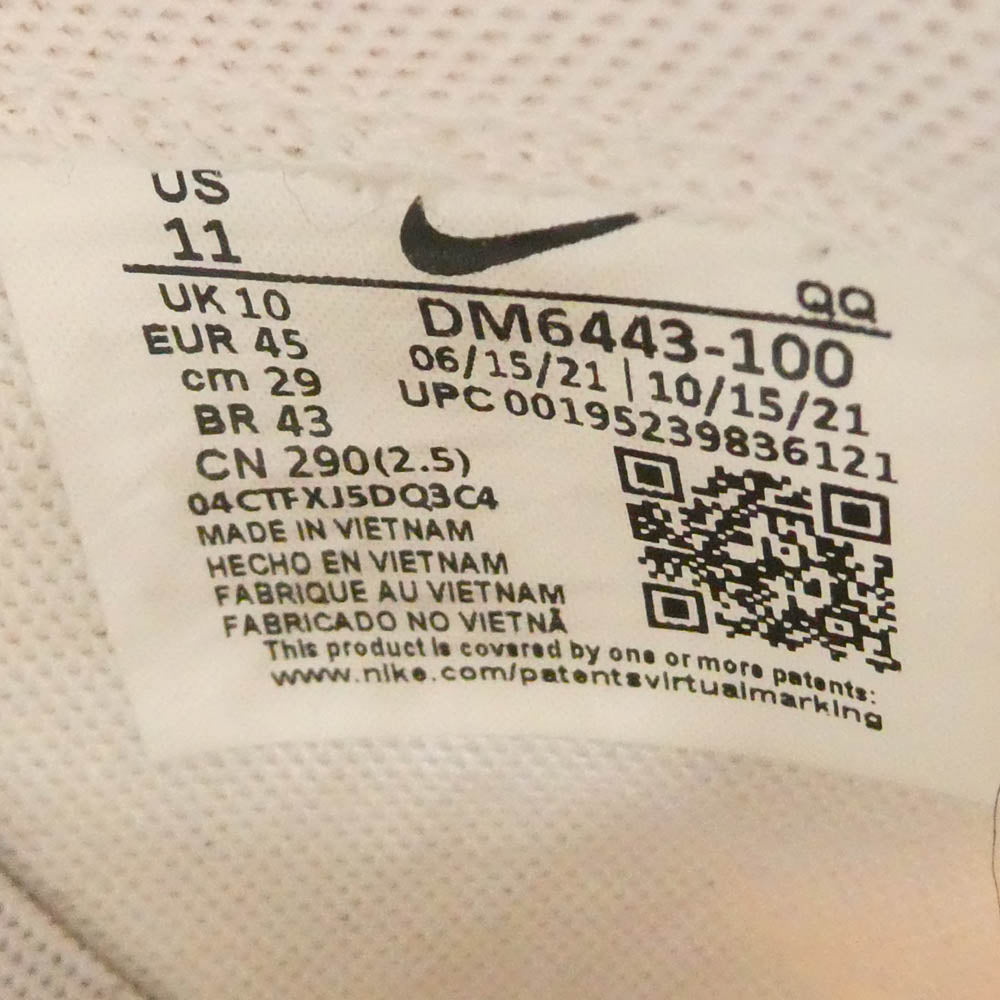 US
11
QQ
UK 10
EUR 45
cm 29
BR 43
CN 290(2.5)
DM6443-100
06/15/21 | 10/15/21
UPC 00195239836121
04CTFXJ5DQ3C4
MADE IN VIETNAM
HECHO EN VIETNAM
FABRIQUE AU VIETNAM
FABRICADO NO VIETNÃ
This product is covered by one or more patents:
www.nike.com/patentsvirtualmarking